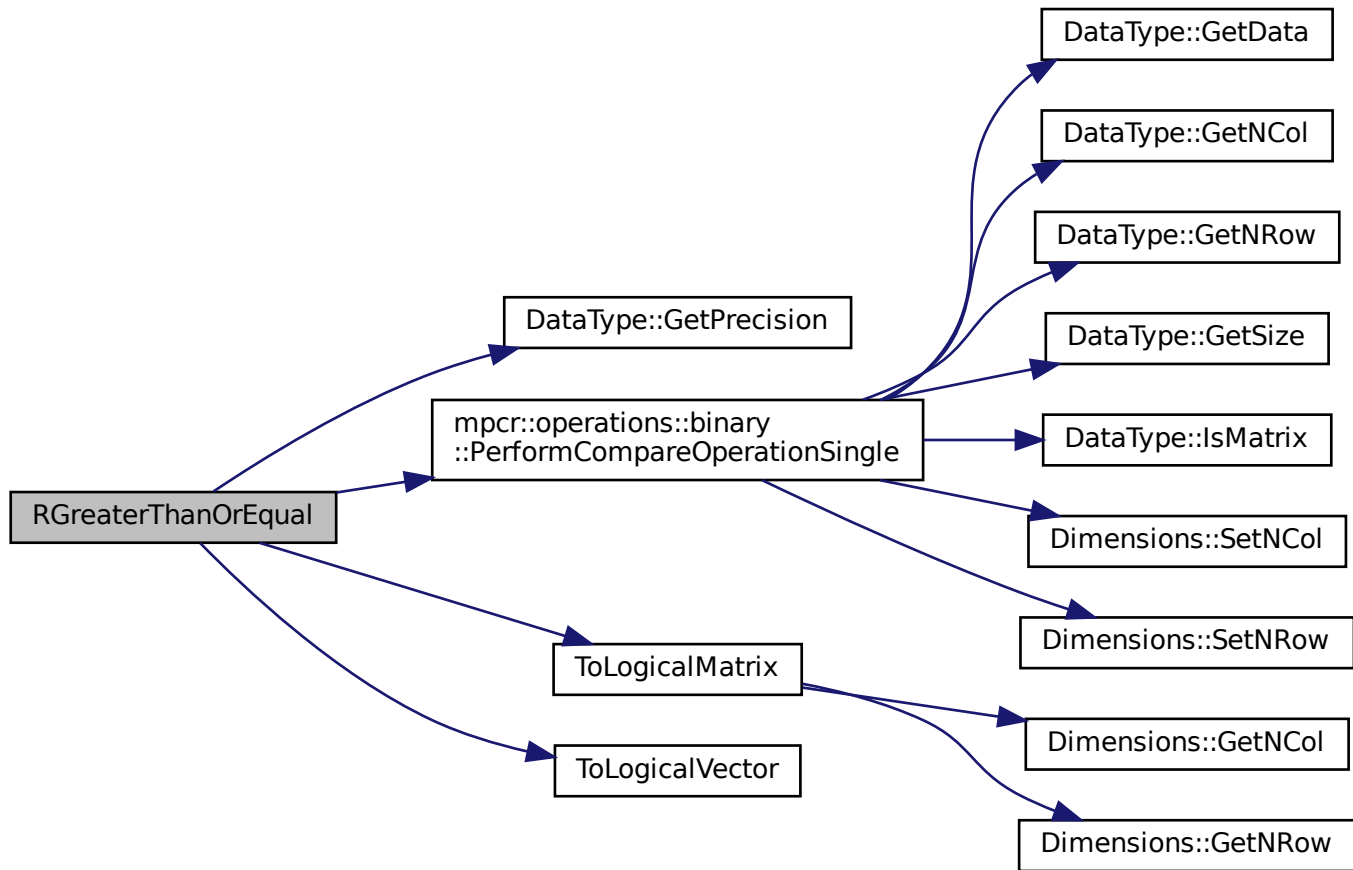 DataType::GetData
DataType::GetNCol
DataType::GetNRow
DataType::GetPrecision
DataType::GetSize
mpcr::operations::binary
::PerformCompareOperationSingle
DataType::IsMatrix
RGreaterThanOrEqual
Dimensions::SetNCol
Dimensions::SetNRow
ToLogicalMatrix
Dimensions::GetNCol
ToLogicalVector
Dimensions::GetNRow